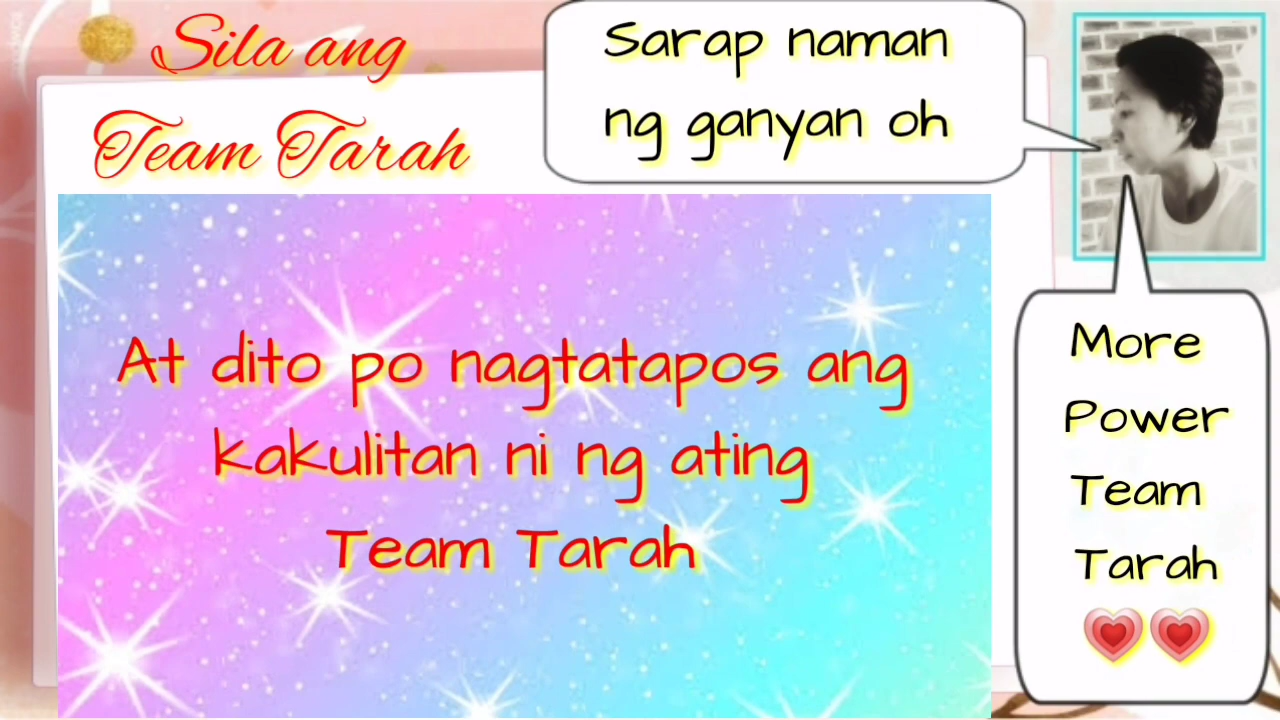 Sila ang
Team Tarah
Sarap naman
ng ganyan oh
At dito po nagtatapos ang
kakulitan ni ng ating
Team Tarah
More
Power
Team
Tarah